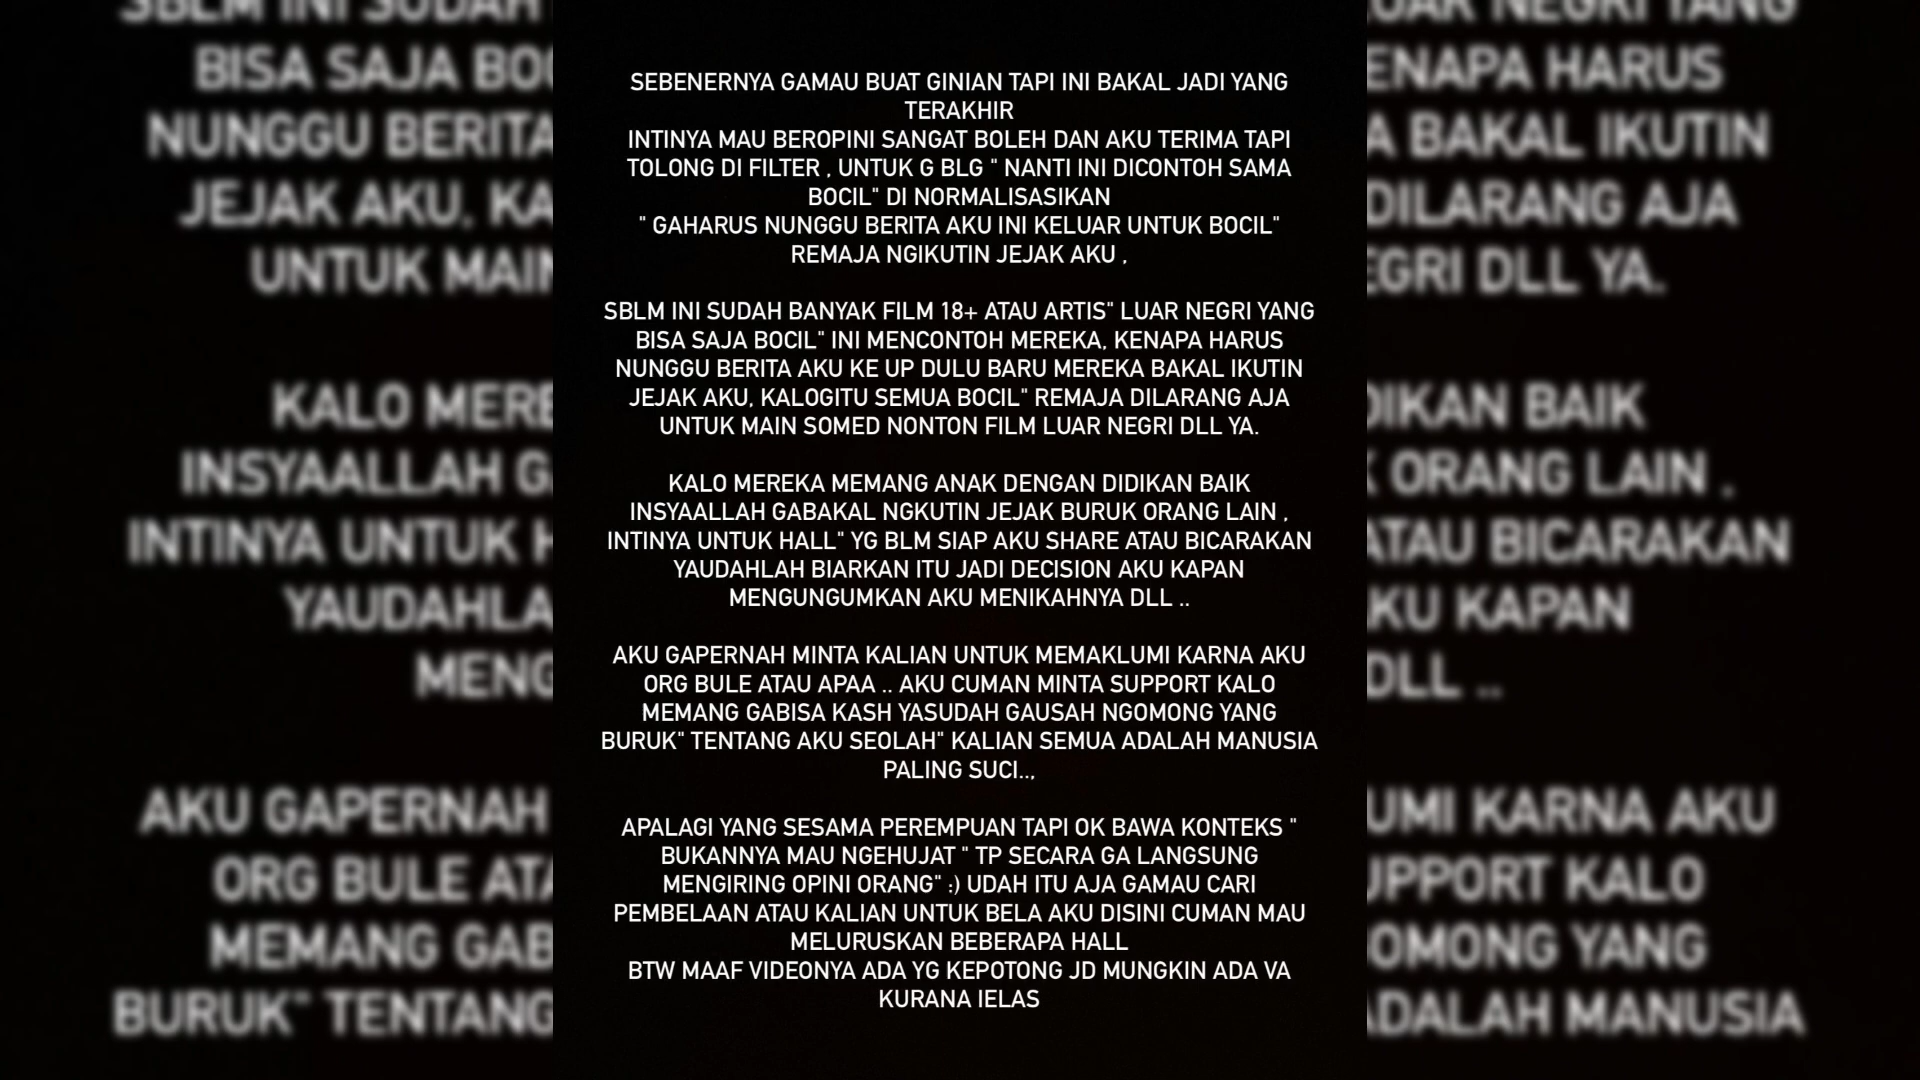 SEBENERNYA GAMAU BUAT GINIAN TAPI INI BAKAL JADI YANG
TERAKHIR
INTINYA MAU BEROPINI SANGAT BOLEH DAN AKU TERIMA TAPI
TOLONG DI FILTER , UNTUK G BLG " NANTI INI DICONTOH SAMA
BOCIL" DI NORMALISASIKAN
" GAHARUS NUNGGU BERITA AKU INI KELUAR UNTUK BOCIL"
REMAJA NGIKUTIN JEJAK AKU ,
SBLM INI SUDAH BANYAK FILM 18+ ATAU ARTIS" LUAR NEGRI YANG
BISA SAJA BOCIL" INI MENCONTOH MEREKA, KENAPA HARUS
NUNGGU BERITA AKU KE UP DULU BARU MEREKA BAKAL IKUTIN
JEJAK AKU, KALOGITU SEMUA BOCIL" REMAJA DILARANG AJA
UNTUK MAIN SOMED NONTON FILM LUAR NEGRI DLL YA.
KALO MEREKA MEMANG ANAK DENGAN DIDIKAN BAIK
INSYAALLAH GABAKAL NGKUTIN JEJAK BURUK ORANG LAIN ,
INTINYA UNTUK HALL" YG BLM SIAP AKU SHARE ATAU BICARAKAN
YAUDAHLAH BIARKAN ITU JADI DECISION AKU KAPAN
MENGUNGUMKAN AKU MENIKAHNYA DLL ..
AKU GAPERNAH MINTA KALIAN UNTUK MEMAKLUMI KARNA AKU
ORG BULE ATAU APAA .. AKU CUMAN MINTA SUPPORT KALO
MEMANG GABISA KASH YASUDAH GAUSAH NGOMONG YANG
BURUK" TENTANG AKU SEOLAH" KALIAN SEMUA ADALAH MANUSIA
PALING SUCI..,
APALAGI YANG SESAMA PEREMPUAN TAPI OK BAWA KONTEKS "
BUKANNYA MAU NGEHUJAT " TP SECARA GA LANGSUNG
MENGIRING OPINI ORANG" :) UDAH ITU AJA GAMAU CARI
PEMBELAAN ATAU KALIAN UNTUK BELA AKU DISINI CUMAN MAU
MELURUSKAN BEBERAPA HALL
BTW MAAF VIDEONYA ADA YG KEPOTONG JD MUNGKIN ADA VA
KURANA IELAS